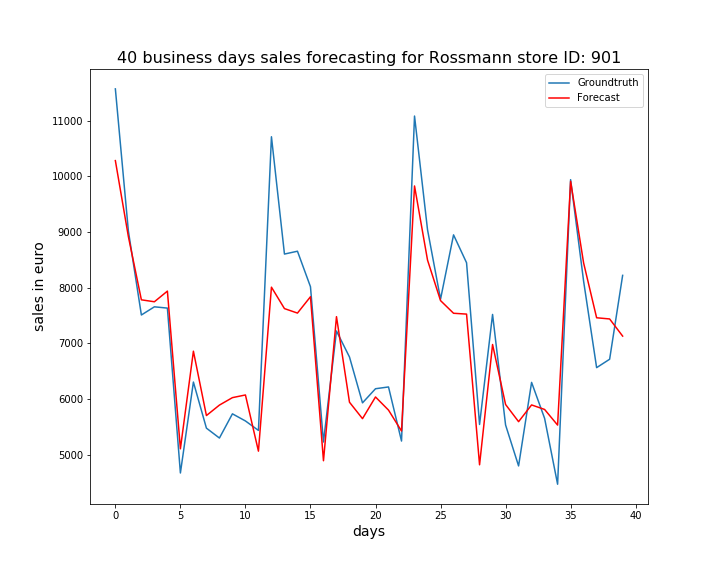 40 business days sales forecasting for Rossmann store ID: 901
Groundtruth
Forecast
sales in euro
11000
10000
9000
8000
7000
6000
5000
0 5 10 15 20 25 30 35 40
days